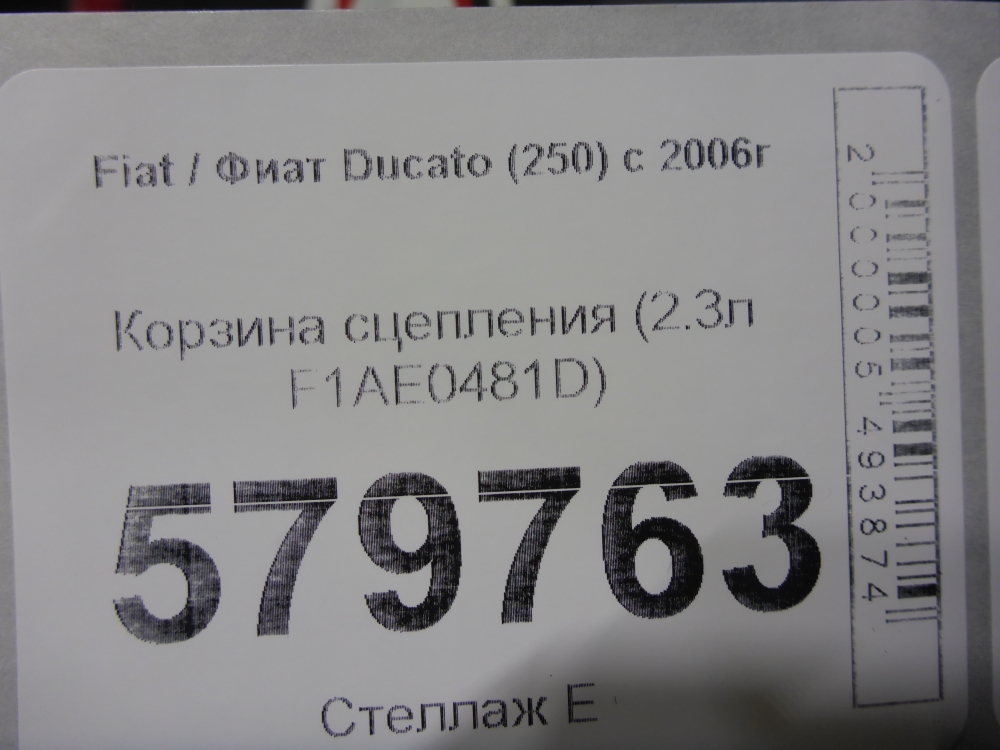 Fiat / Фиат Ducato (250) с 2006г
Корзина сцепления (2.3л
F1AE0481D)
579763
Стеллаж Е
2000005493874